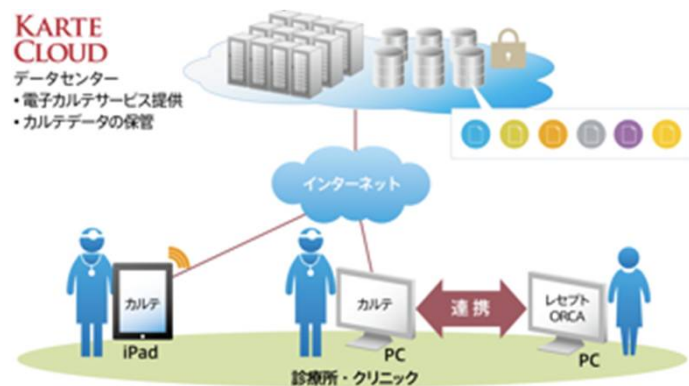 KARTE
CLOUD
データセンター
• 電子カルテサービス提供
• カルテデータの保管
インターネット
カルテ
iPad
カルテ
PC
連携
レセプト
ORCA
PC
診療所・クリニック